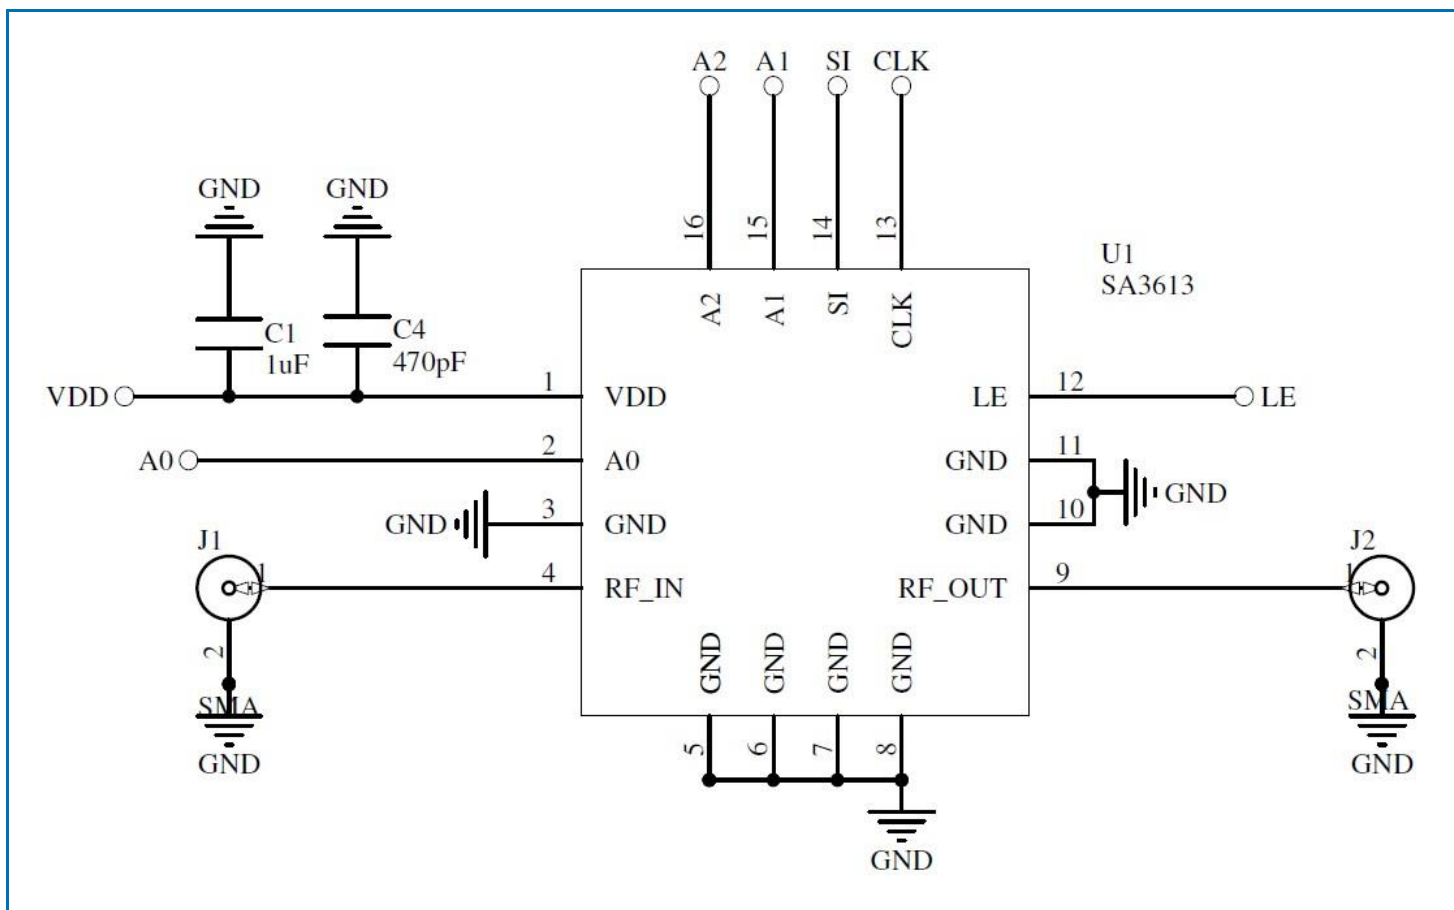 A2 A1 SI CLK
GND GND
16 15 14 13
U1
SA3613
A2 A1 SI CLK
C1 C4
1uF 470pF
VDD 1 VDD LE 12 LE
A0 2 A0 GND 11
GND
GND 3 GND GND 10
J1 J2
1 4 RF_IN RF_OUT 9 1
GND GND GND GND
2 2
SMA SMA
5 6 7 8
GND GND
GND